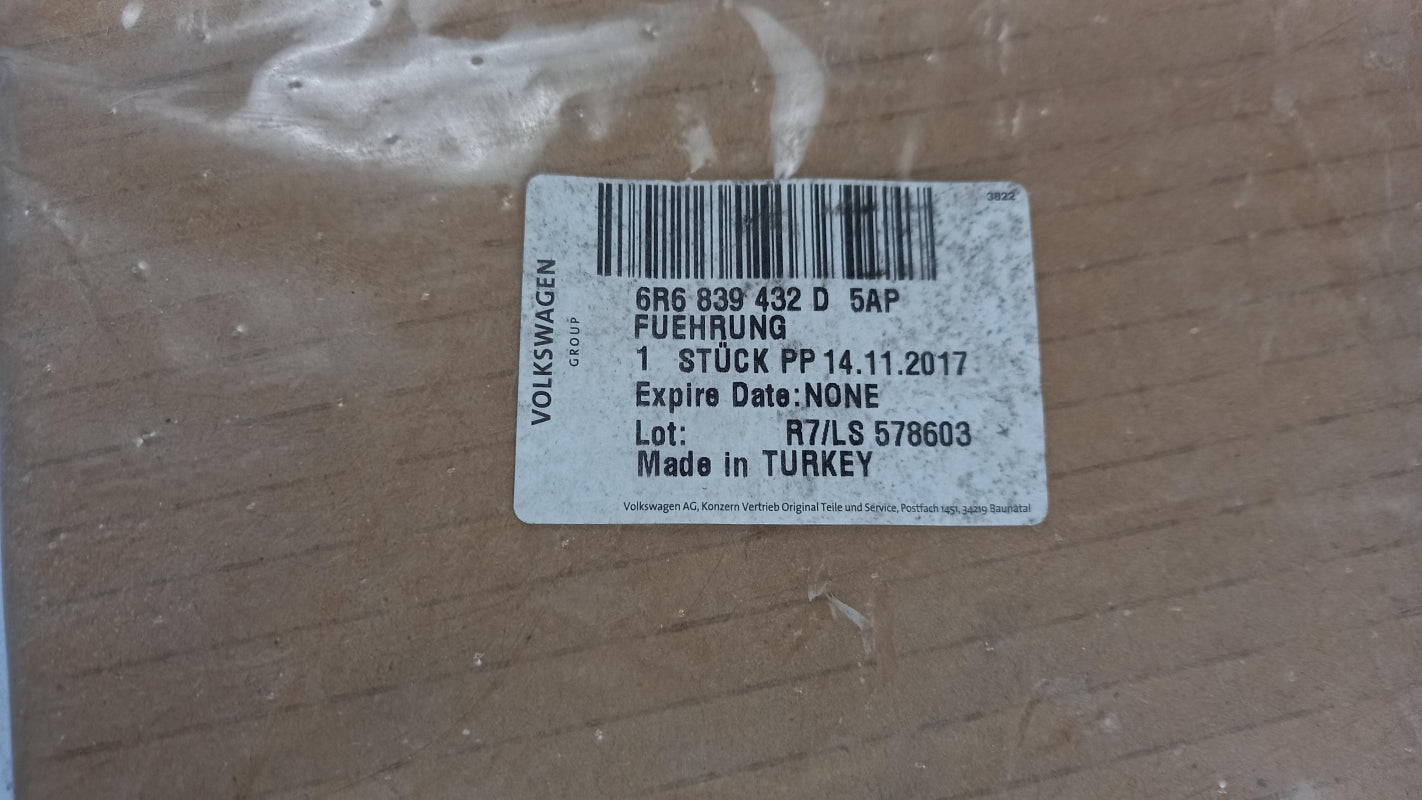 3822
VOLKSWAGEN
GROUP
6R6 839 432 D 5AP
FUEHRUNG
1 STÜCK PP 14.11.2017
Expire Date:NONE
Lot: R7/LS 578603
Made in TURKEY
Volkswagen AG, Konzern Vertrieb Original Teile und Service, Postfach 1451, 34219 Baunatal